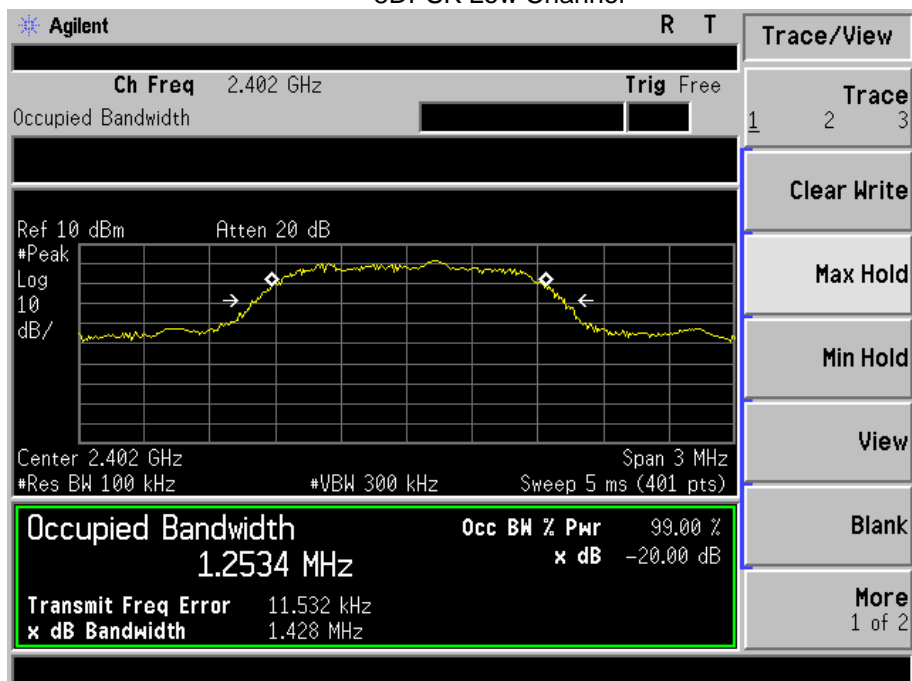 Agilent R T
Trace/View
Ch Freq 2.402 GHz Trig Free
Occupied Bandwidth
Trace
1 2 3
Clear Write
Ref 10 dBm Atten 20 dB
#Peak
Log
10
dB/
Max Hold
Min Hold
View
Center 2.402 GHz Span 3 MHz
#Res BW 100 kHz #VBW 300 kHz Sweep 5 ms (401 pts)
Occupied Bandwidth Occ BW % Pwr 99.00 %
1.2534 MHz x dB -20.00 dB
Blank
Transmit Freq Error 11.532 kHz
x dB Bandwidth 1.428 MHz
More
1 of 2